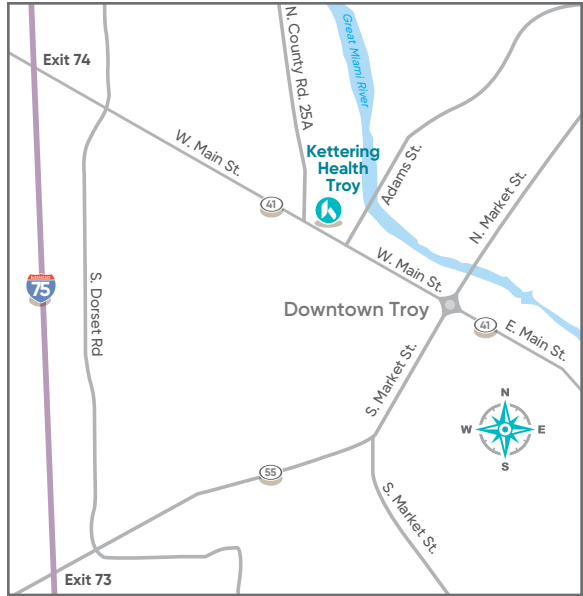 Exit 74
N. County Rd. 25A
Great Miami River
W. Main St.
Kettering
Health
Troy
Adams St.
N. Market St.
41
W. Main St.
INTERSTATE
75
S. Dorset Rd
Downtown Troy
41
E. Main St.
S. Market St.
N
W
E
S
55
S. Market St.
Exit 73